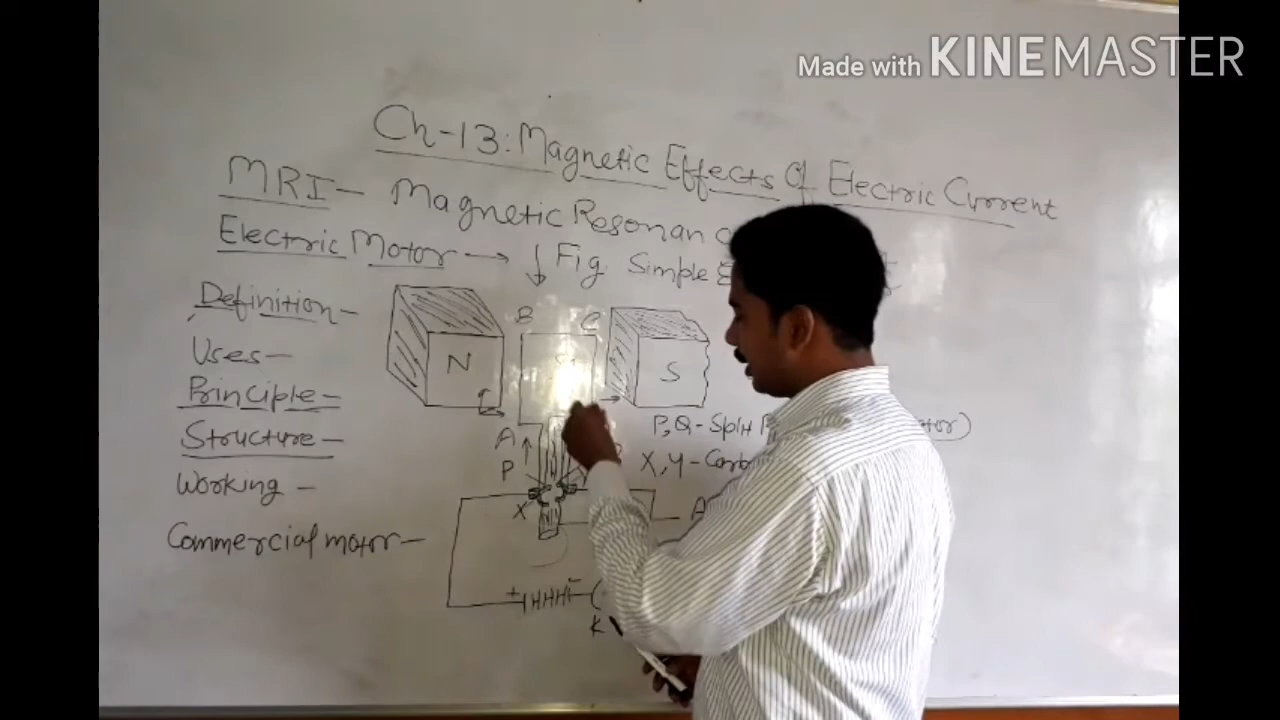 Made with KINEMASTER
Ch-13: Magnetic Effects Of Electric Current
MRI - Magnetic Resonan
Electric Motor → ↓ Fig. Simple
Definition -
Uses -
Principle -
Structure -
Working -
Commercial motor -
B C
N S
A
P
P, Q - Split
X, Y - Carb
X
A
+ -
K